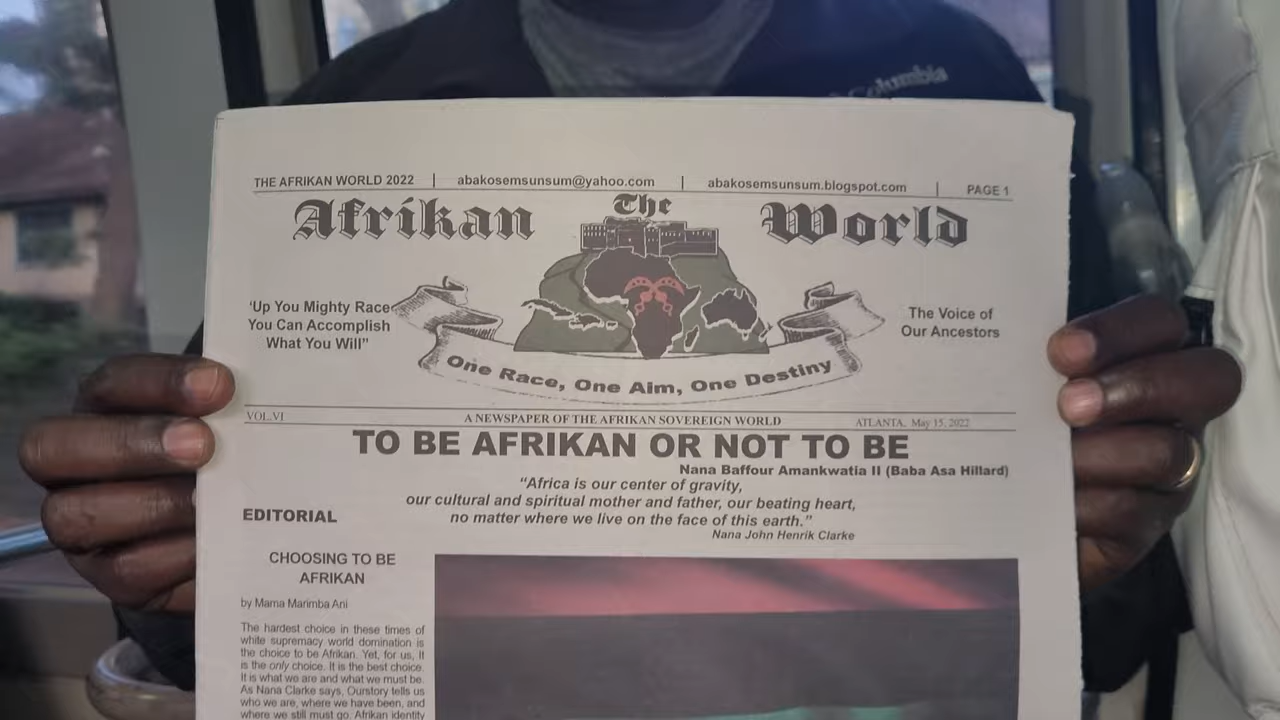 Columbia
THE AFRIKAN WORLD 2022 | abakosemsunsum@yahoo.com | abakosemsunsum.blogspot.com | PAGE 1
The
Afrikan World
‘Up You Mighty Race
You Can Accomplish
What You Will”
The Voice of
Our Ancestors
One Race, One Aim, One Destiny
VOL.VI A NEWSPAPER OF THE AFRIKAN SOVEREIGN WORLD ATLANTA, May 15, 2022
TO BE AFRIKAN OR NOT TO BE
Nana Baffour Amankwatia II (Baba Asa Hillard)
“Africa is our center of gravity,
our cultural and spiritual mother and father, our beating heart,
no matter where we live on the face of this earth.”
Nana John Henrik Clarke
EDITORIAL
CHOOSING TO BE
AFRIKAN
by Mama Marimba Ani
The hardest choice in these times of
white supremacy world domination is
the choice to be Afrikan. Yet, for us, it
is the only choice. It is the best choice.
It is what we are and what we must be.
As Nana Clarke says, Ourstory tells us
who we are, where we have been, and
where we still must go. Afrikan identity